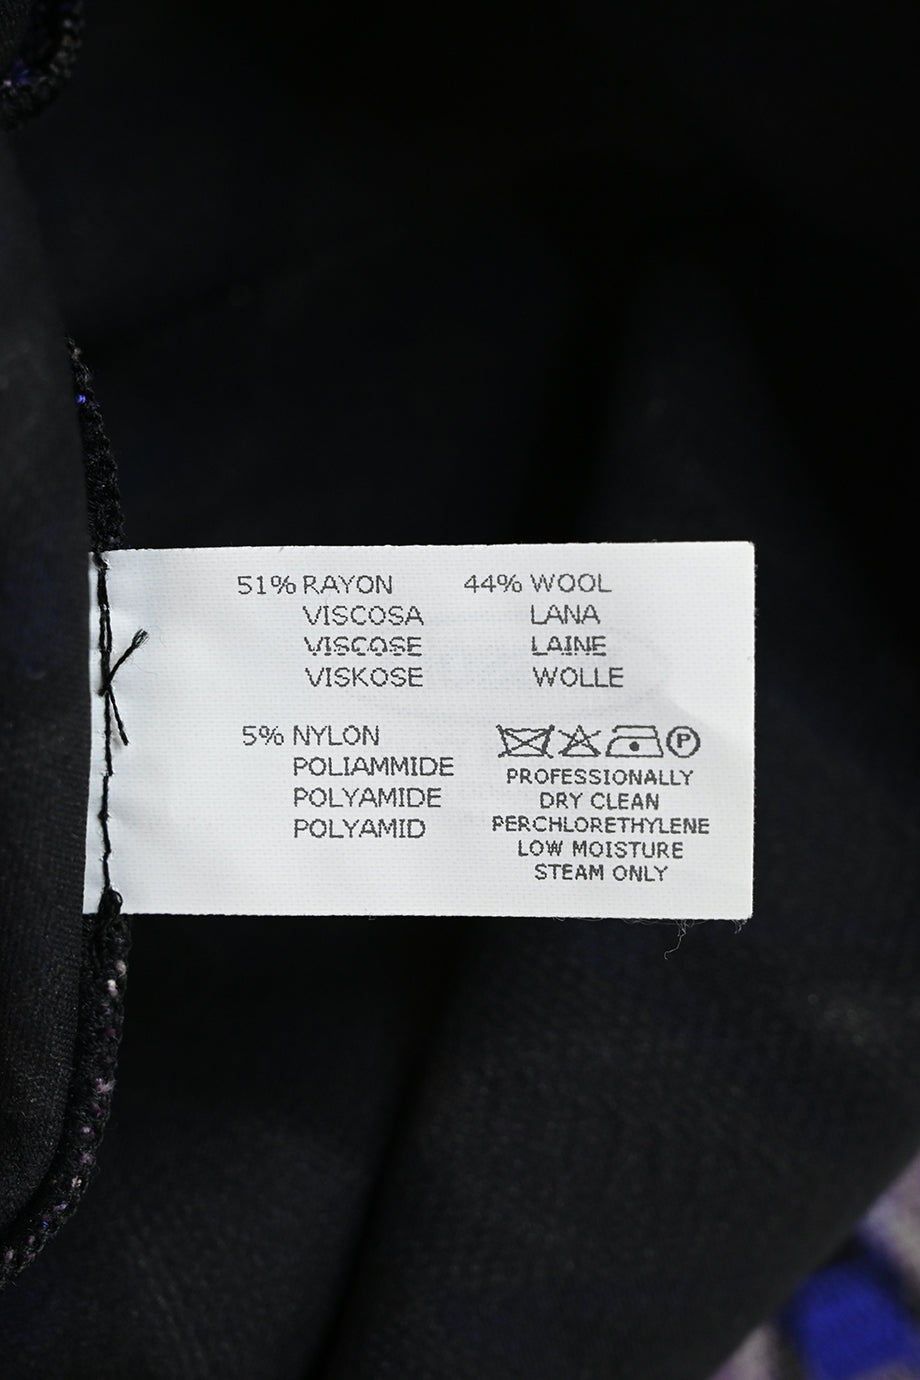 51% RAYON
VISCOSA
VISCOSE
VISKOSE
44% WOOL
LANA
LAINE
WOLLE
5% NYLON
POLIAMMIDE
POLYAMIDE
POLYAMID
P
PROFESSIONALLY
DRY CLEAN
PERCHLORETHYLENE
LOW MOISTURE
STEAM ONLY